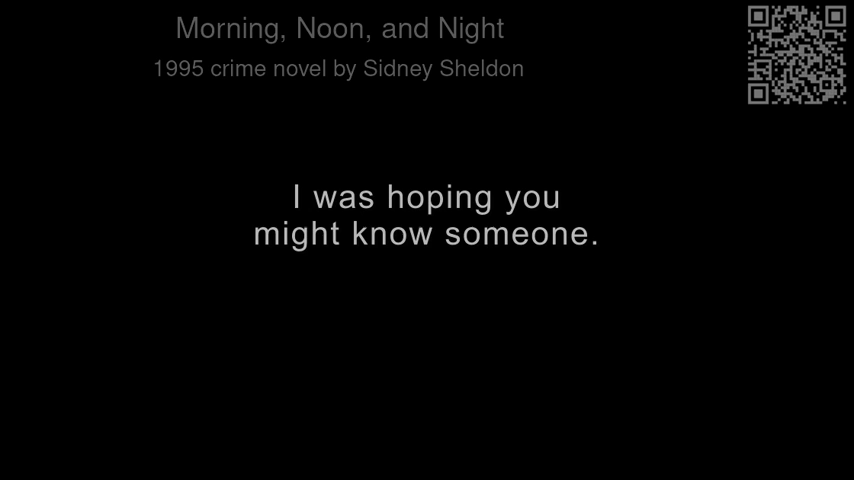 Morning, Noon, and Night
1995 crime novel by Sidney Sheldon
I was hoping you
might know someone.